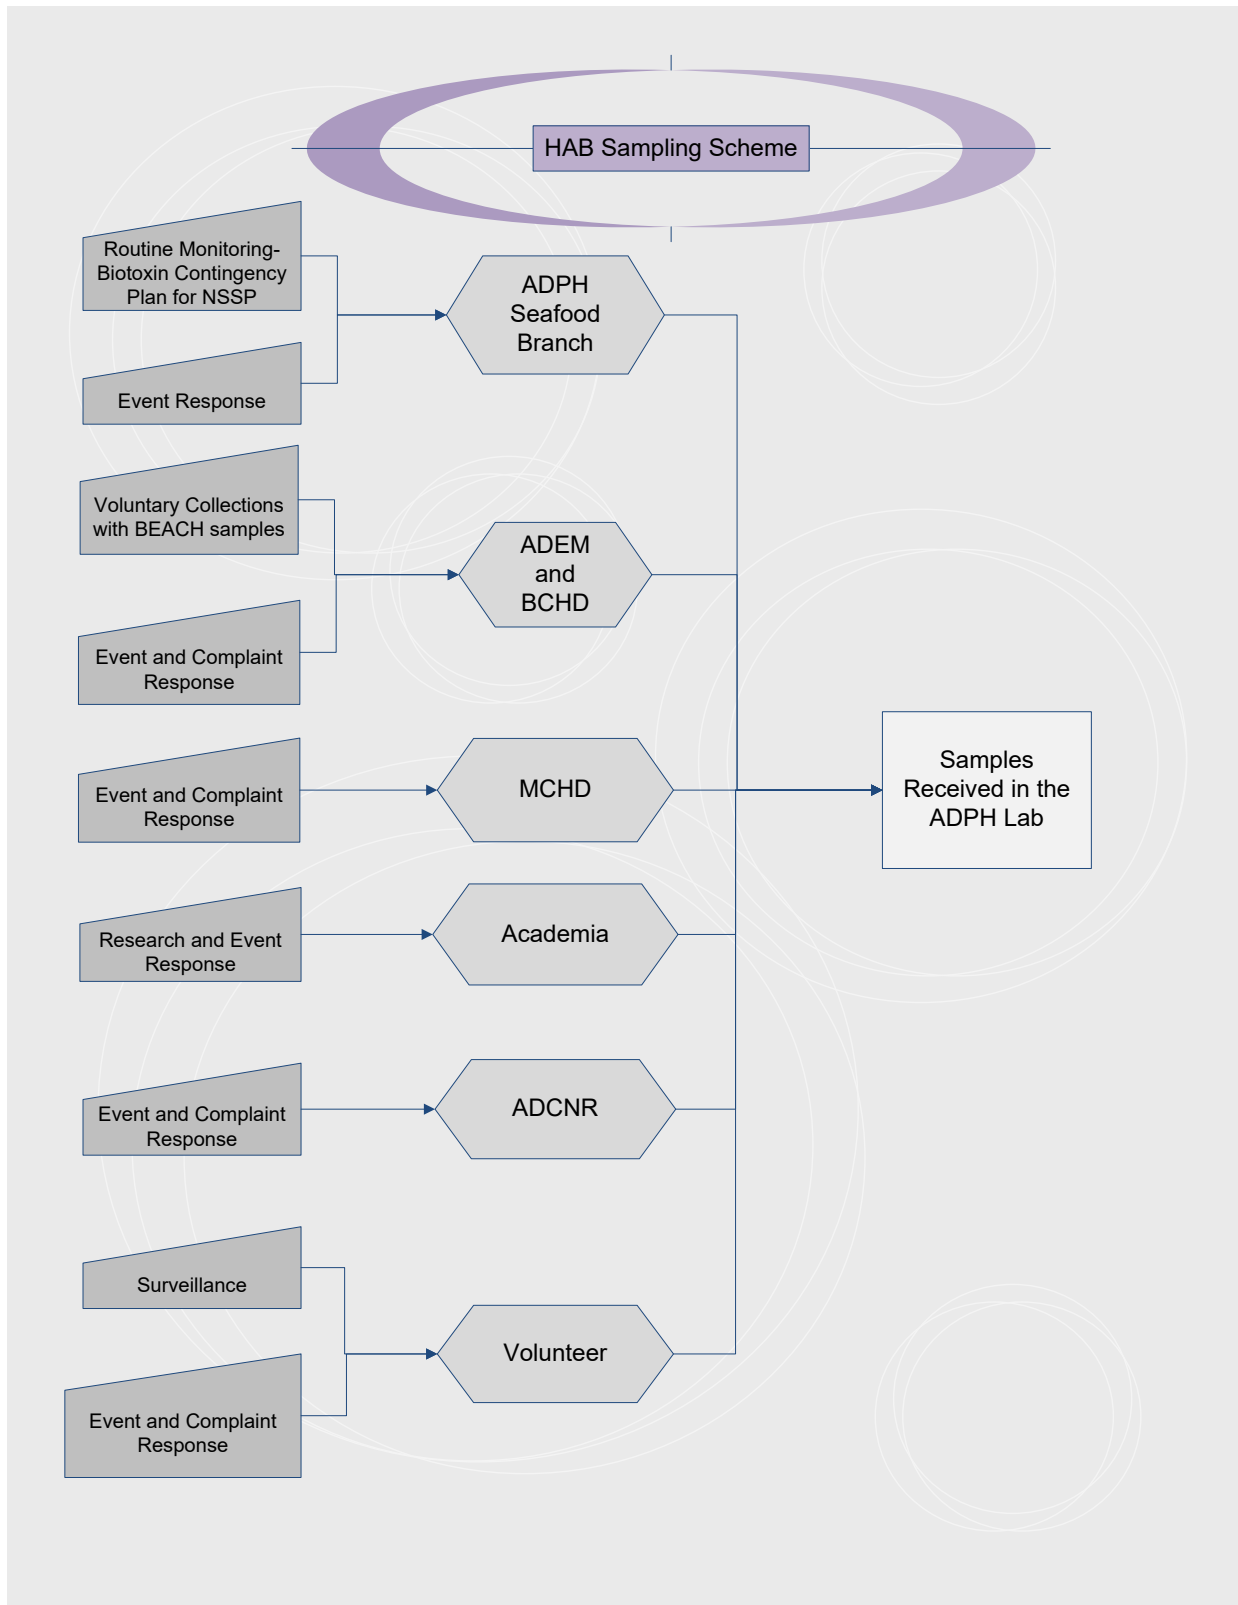 HAB Sampling Scheme
Routine Monitoring-
Biotoxin Contingency
Plan for NSSP
ADPH
Seafood
Branch
Event Response
Voluntary Collections
with BEACH samples
ADEM
and
BCHD
Event and Complaint
Response
Event and Complaint
Response
MCHD
Samples
Received in the
ADPH Lab
Research and Event
Response
Academia
Event and Complaint
Response
ADCNR
Surveillance
Volunteer
Event and Complaint
Response